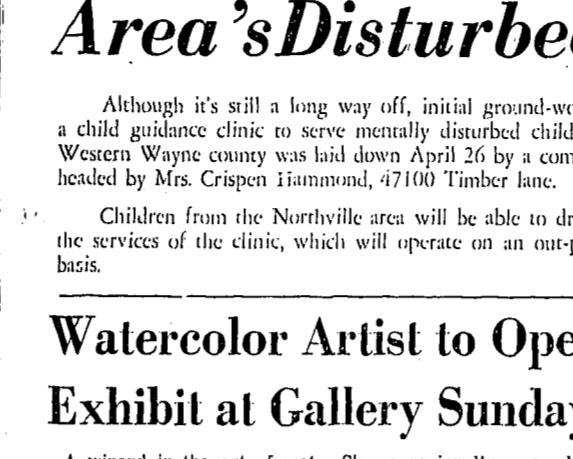 Area's Disturbe
Although it's still a long way off, initial ground-wo
a child guidance clinic to serve mentally disturbed child
Western Wayne county was laid down April 26 by a com
headed by Mrs. Crispen Hammond, 47100 Timber lane.
Children from the Northville area will be able to dr
the services of the clinic, which will operate on an out-p
basis.
Watercolor Artist to Ope
Exhibit at Gallery Sunday